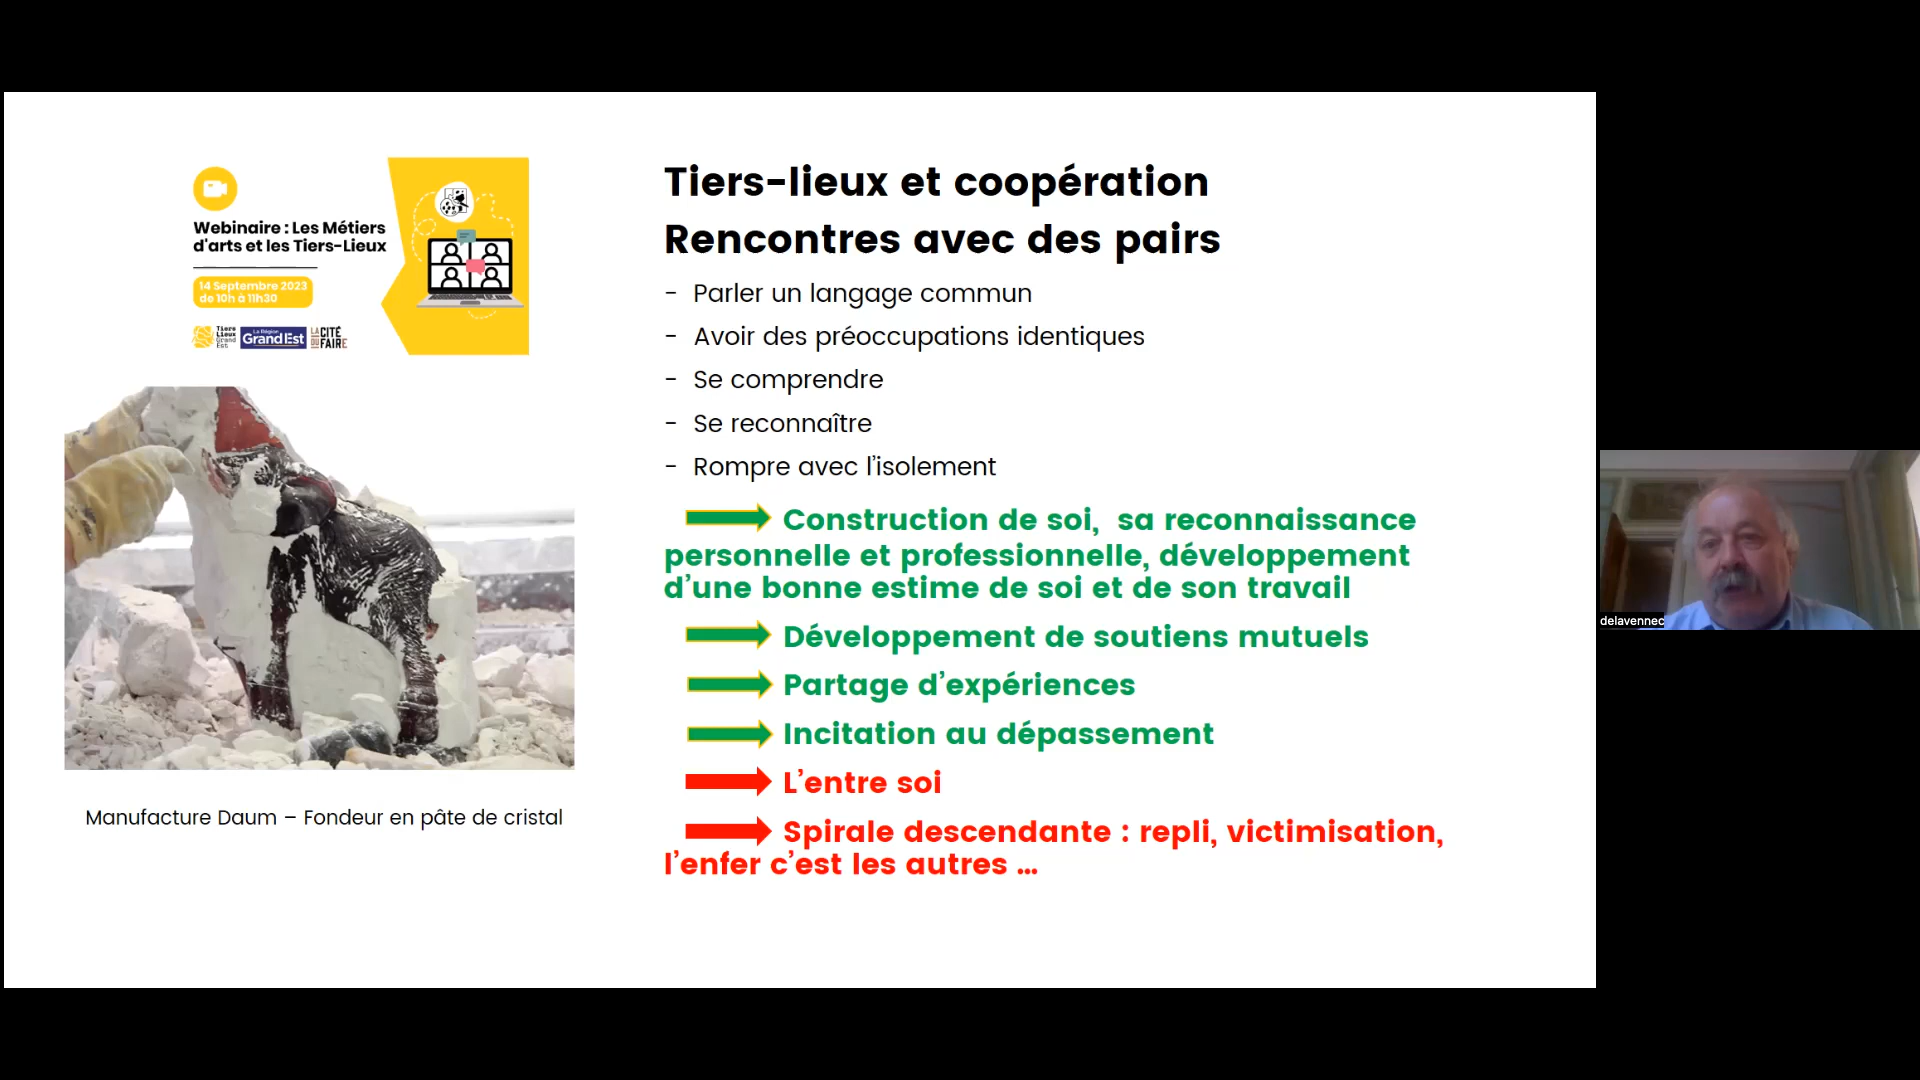 Webinaire : Les Métiers
d'arts et les Tiers-Lieux
14 Septembre 2023
de 10h à 11h30
Tiers
Lieux
Grand
Est
La Région
Grand Est
LA CITÉ
DU FAIRE
Manufacture Daum – Fondeur en pâte de cristal
Tiers-lieux et coopération
Rencontres avec des pairs
- Parler un langage commun
- Avoir des préoccupations identiques
- Se comprendre
- Se reconnaître
- Rompre avec l’isolement
Construction de soi, sa reconnaissance
personnelle et professionnelle, développement
d’une bonne estime de soi et de son travail
Développement de soutiens mutuels
Partage d’expériences
Incitation au dépassement
L’entre soi
Spirale descendante : repli, victimisation,
l’enfer c’est les autres …
delavennec